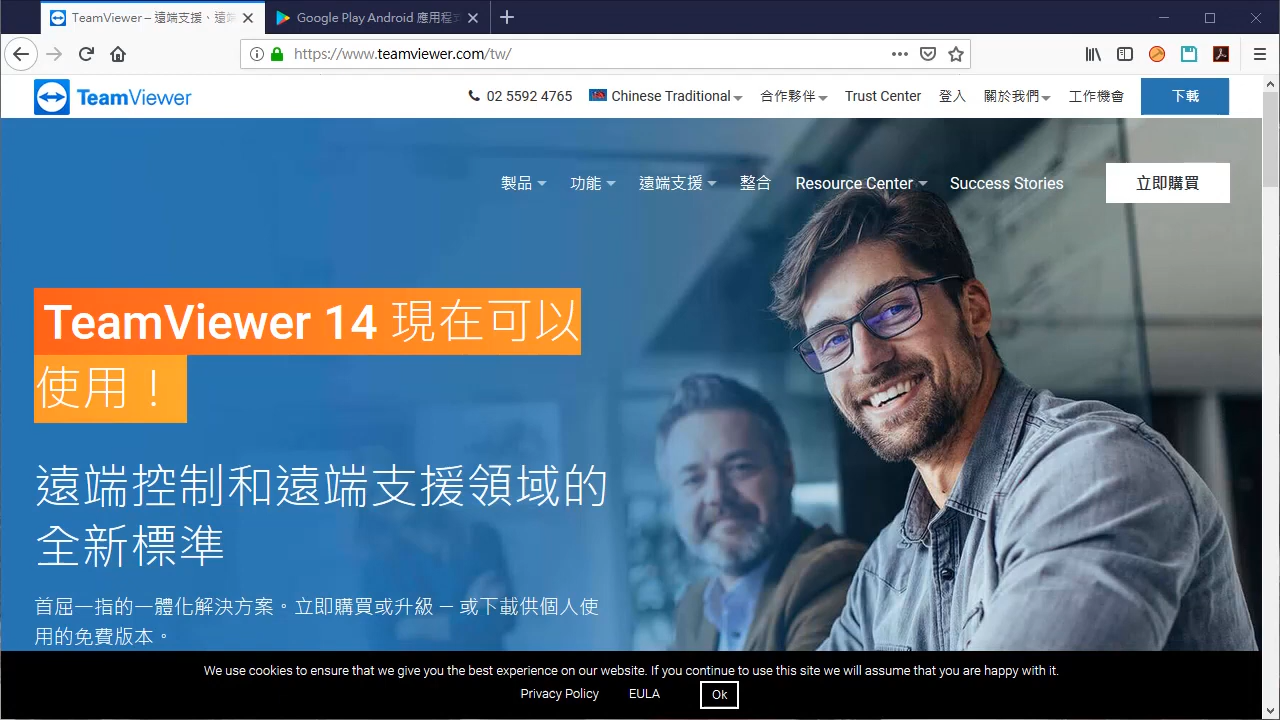 TeamViewer – 遠端支援、遠端
Google Play Android 應用程式
https://www.teamviewer.com/tw/
TeamViewer
02 5592 4765
Chinese Traditional
合作夥伴
Trust Center
登入
關於我們
工作機會
下載
製品
功能
遠端支援
整合
Resource Center
Success Stories
立即購買
TeamViewer 14 現在可以
使用！
遠端控制和遠端支援領域的
全新標準
首屈一指的一體化解決方案。立即購買或升級 — 或下載供個人使
用的免費版本。
We use cookies to ensure that we give you the best experience on our website. If you continue to use this site we will assume that you are happy with it.
Privacy Policy
EULA
Ok